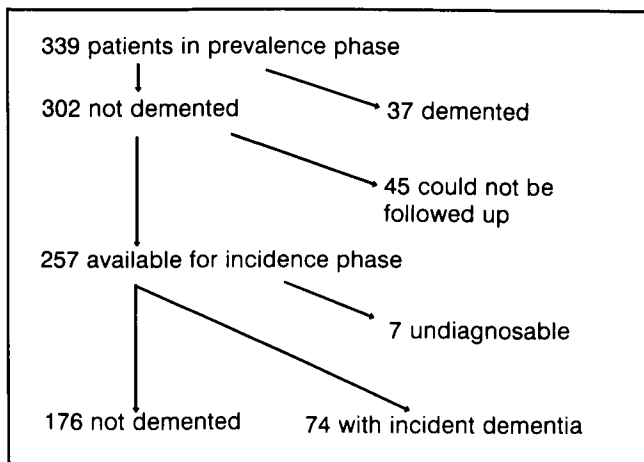 339 patients in prevalence phase
302 not demented
37 demented
45 could not be
followed up
257 available for incidence phase
7 undiagnosable
176 not demented
74 with incident dementia